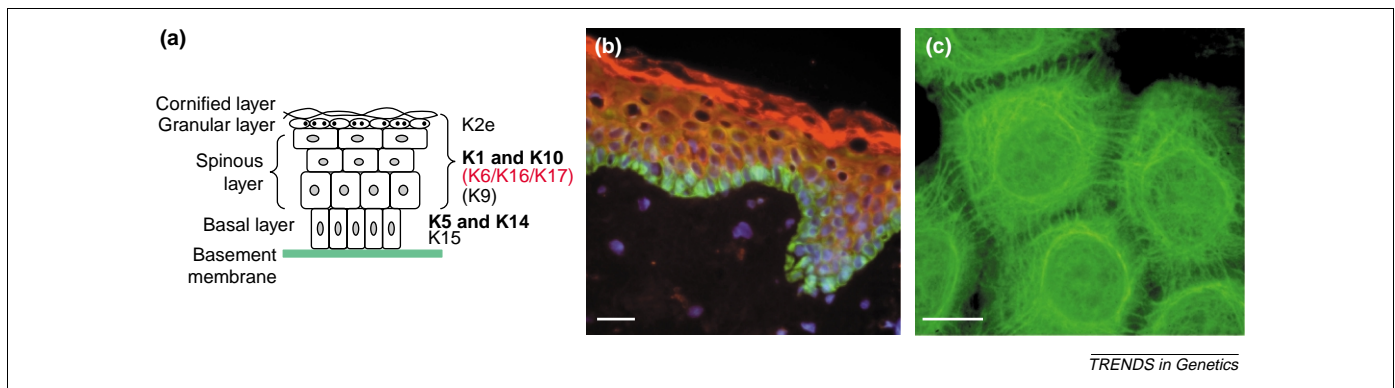 (a)
Cornified layer
Granular layer
Spinous
layer
Basal layer
Basement
membrane
K2e
K1 and K10
(K6/K16/K17)
(K9)
K5 and K14
K15
(b)
(c)
TRENDS in Genetics